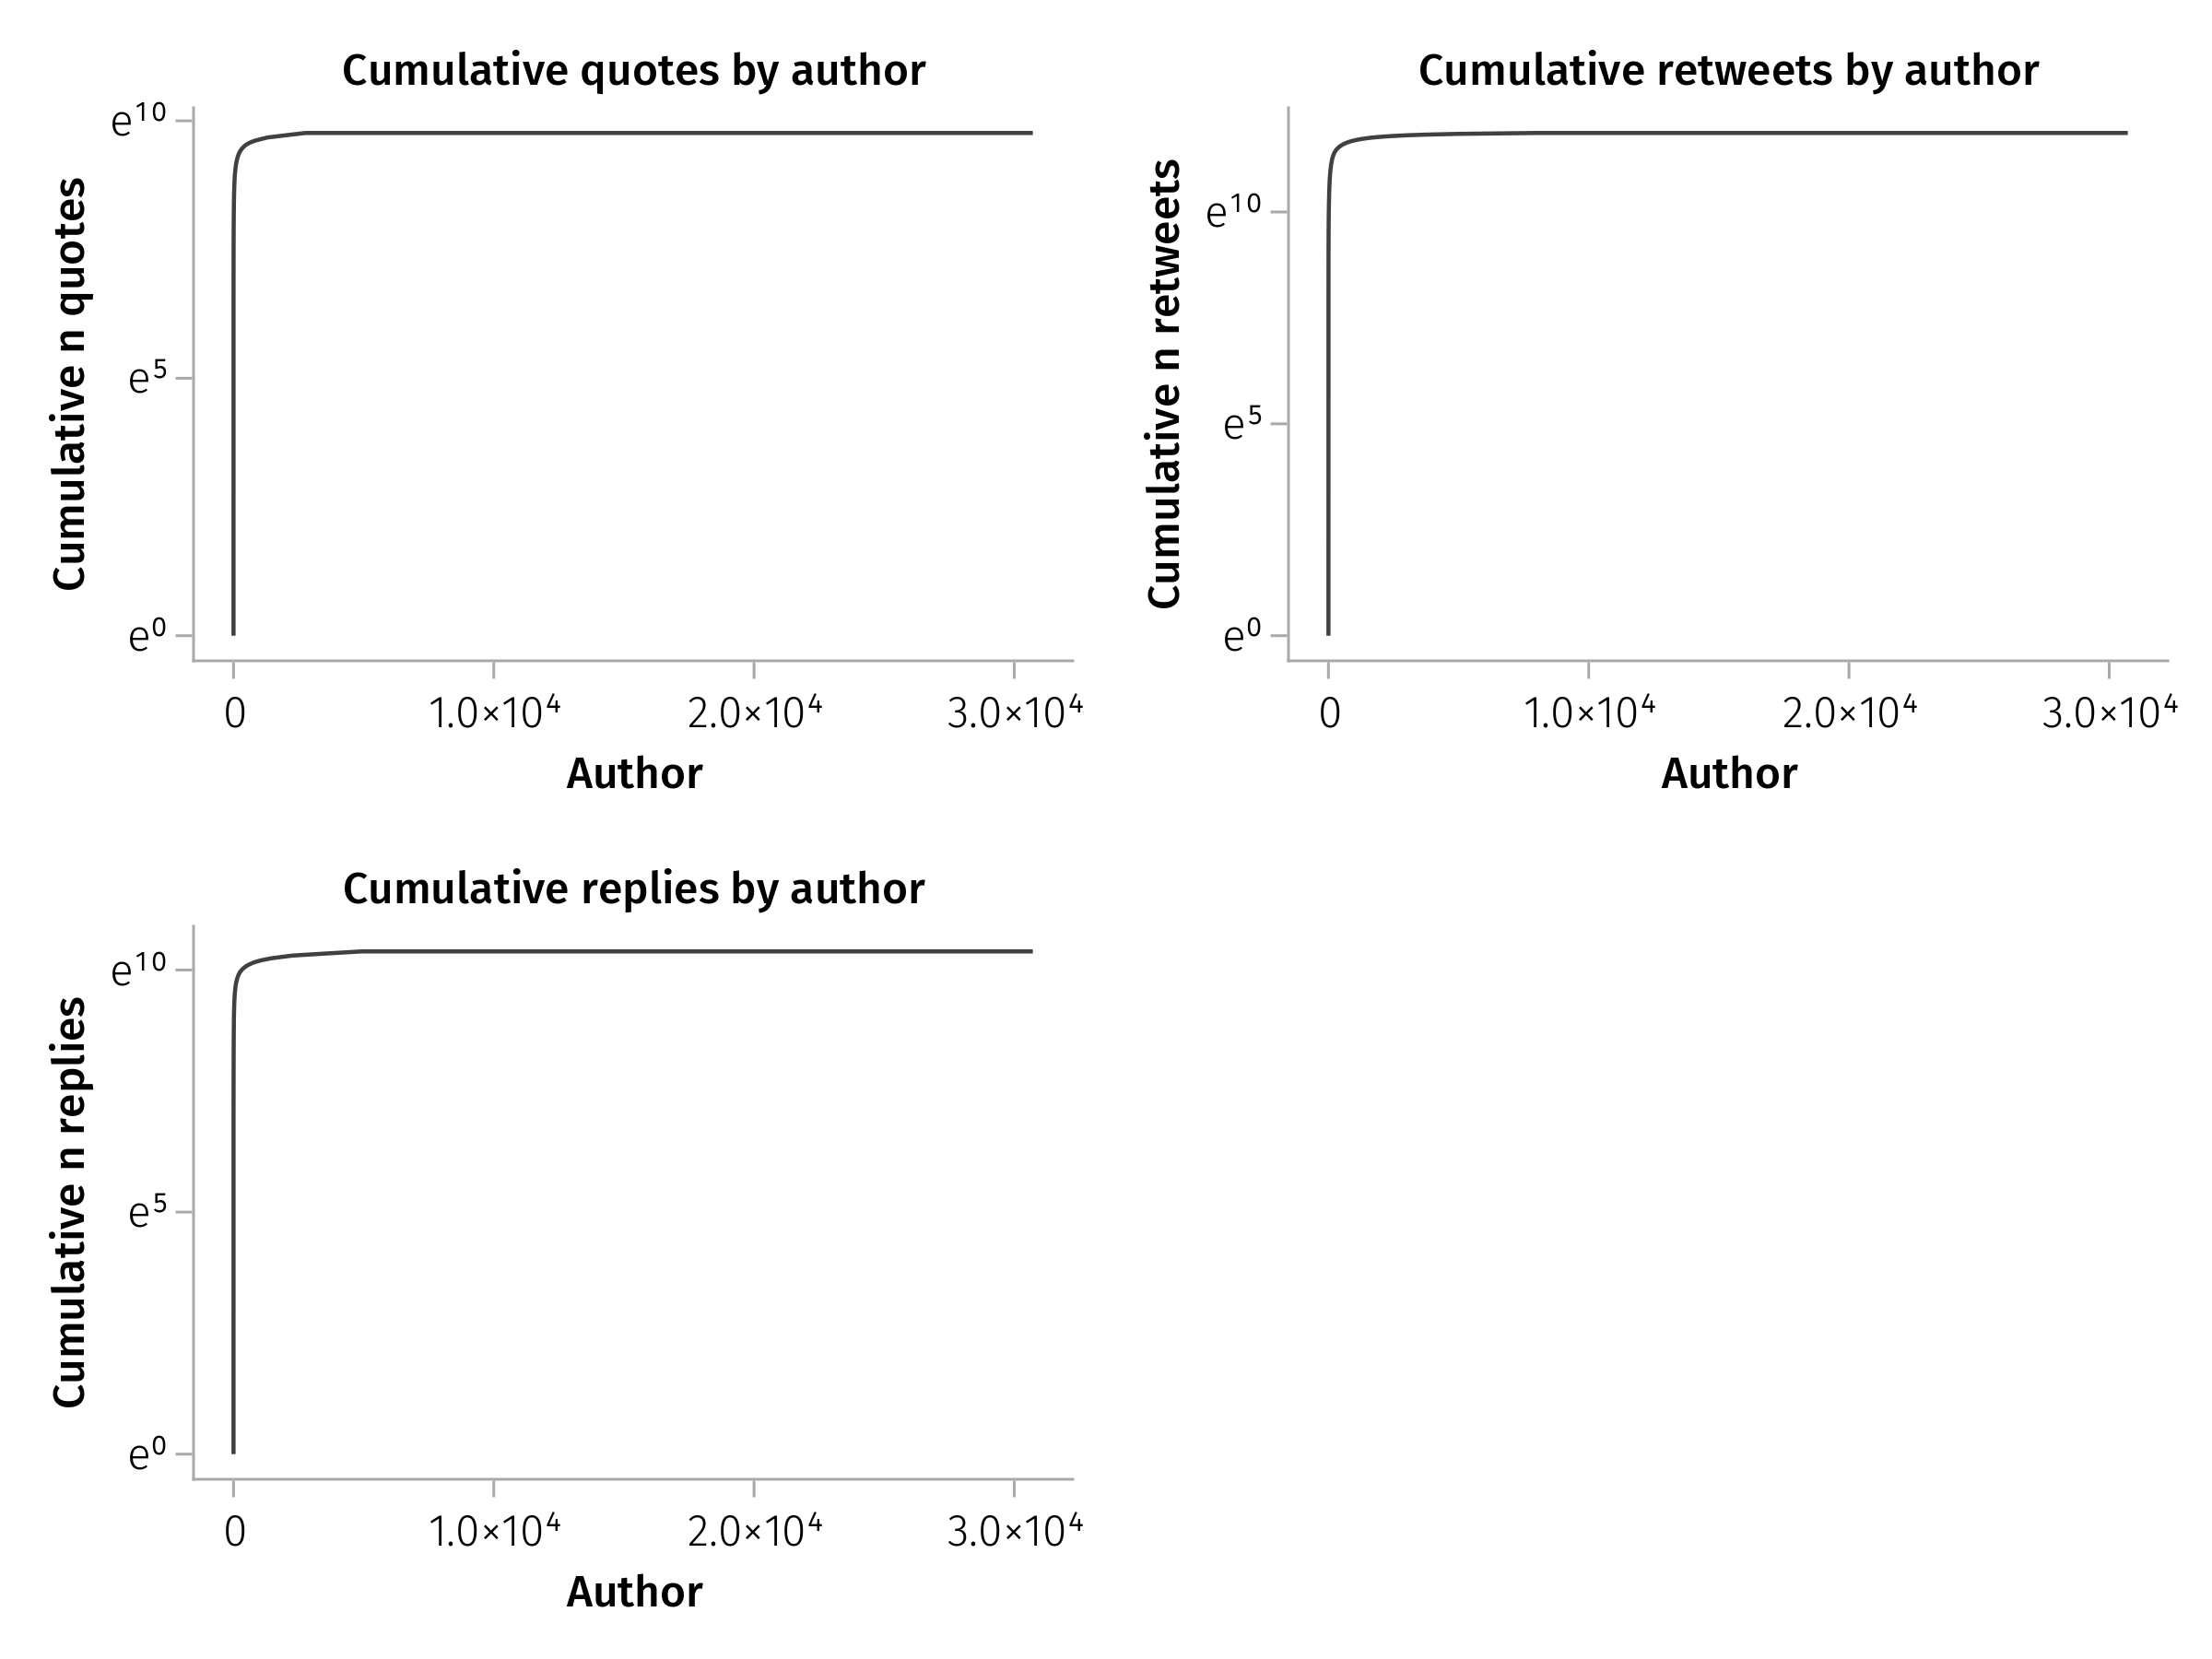 Cumulative quotes by author
Cumulative n quotes
e¹⁰
e⁵
e⁰
0 1.0×10⁴ 2.0×10⁴ 3.0×10⁴
Author
Cumulative retweets by author
Cumulative n retweets
e¹⁰
e⁵
e⁰
0 1.0×10⁴ 2.0×10⁴ 3.0×10⁴
Author
Cumulative replies by author
Cumulative n replies
e¹⁰
e⁵
e⁰
0 1.0×10⁴ 2.0×10⁴ 3.0×10⁴
Author